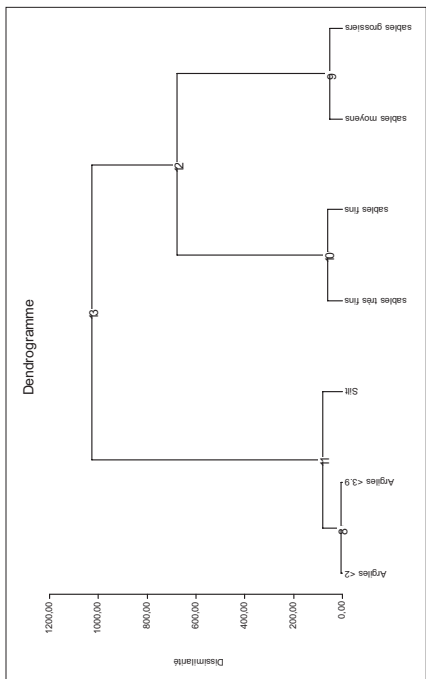 Dendrogramme
Dissimilarité
1200,00
1000,00
800,00
600,00
400,00
200,00
0,00
13
12
11
10
9
8
Argiles <2
Argiles <3.9
Silt
sables très fins
sables fins
sables moyens
sables grossiers